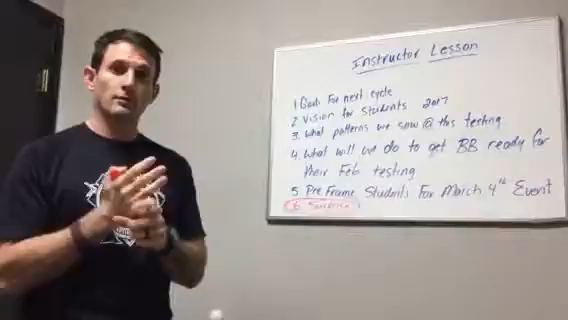 Instructor Lesson
1 Goals For next cycle
2 Vision for Students 2017
3. What patterns we saw @ this testing
4. What will we do to get BB ready for
their Feb testing
5 Pre Frame Students For March 4th Event
6